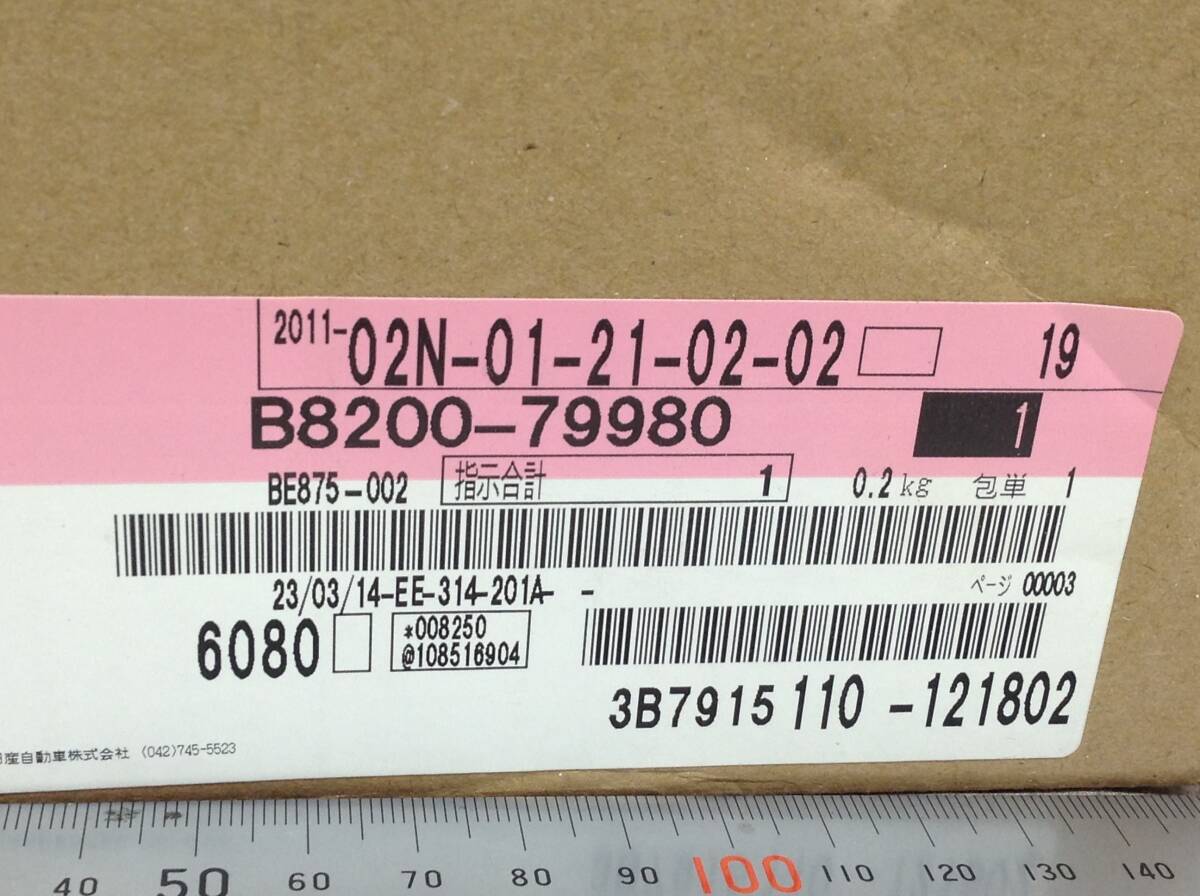 2011-02N-01-21-02-02 19
B8200-79980 1
BE875-002 指示合計 1 0.2kg 包単 1
23/03/14-EE-314-201A- - ページ 00003
6080 *008250
@108516904
3B7915 110 -121802
産自動車株式会社 (042)745-5523
40 50 60 70 80 90 100 110 120 130 140